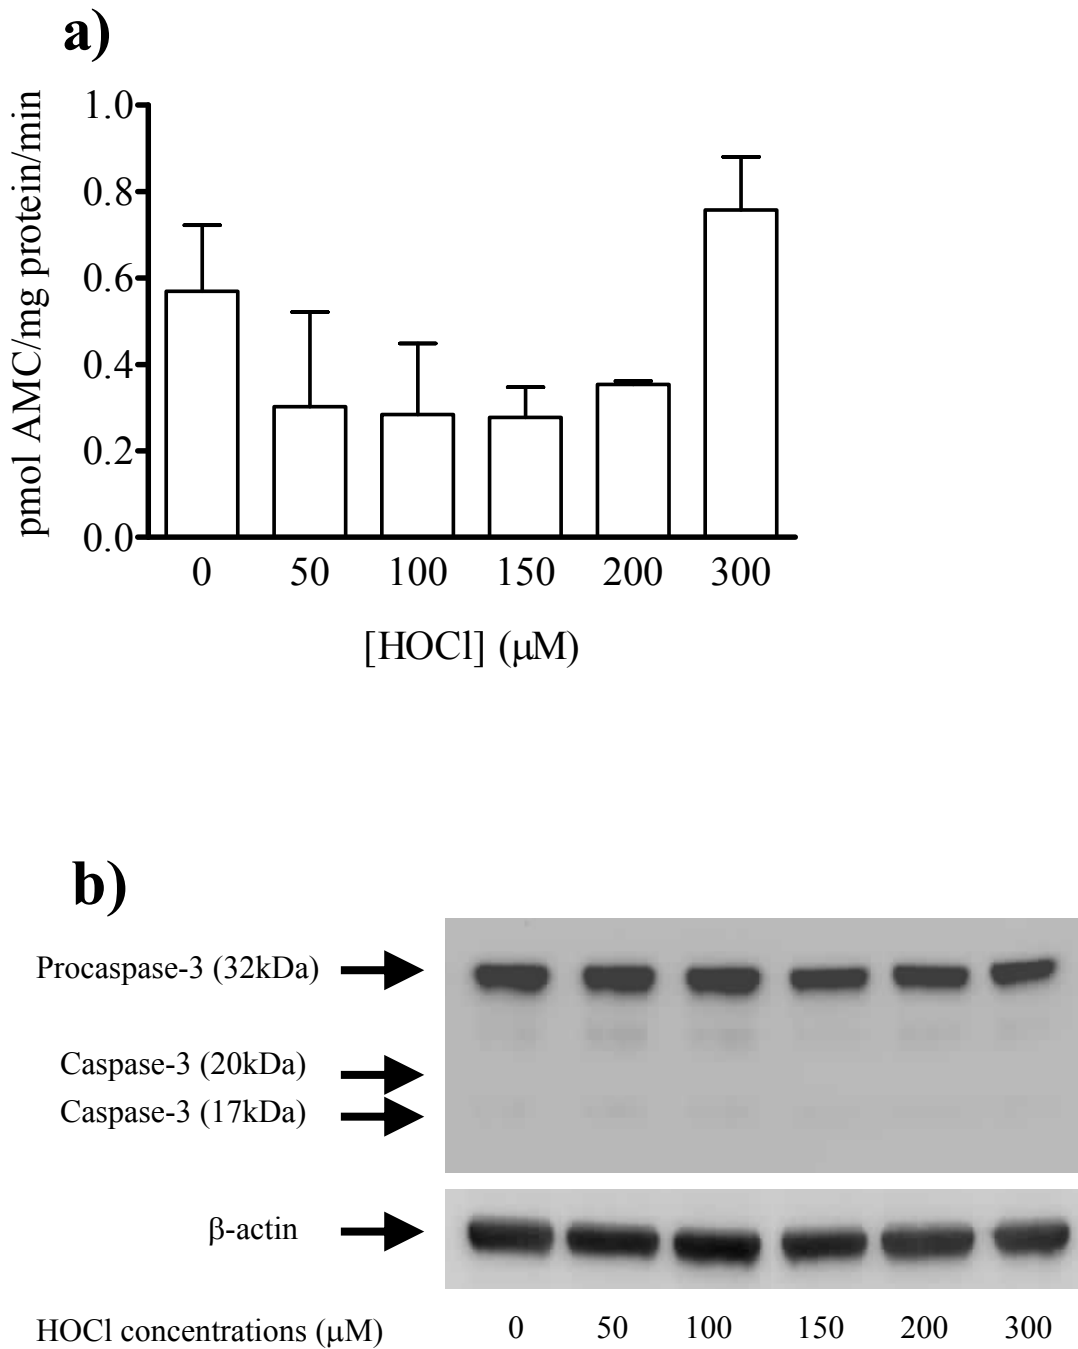 a)
pmol AMC/mg protein/min
1.0
0.8
0.6
0.4
0.2
0.0
0 50 100 150 200 300
[HOCl] (μM)
b)
Procaspase-3 (32kDa)
Caspase-3 (20kDa)
Caspase-3 (17kDa)
β-actin
HOCl concentrations (μM) 0 50 100 150 200 300